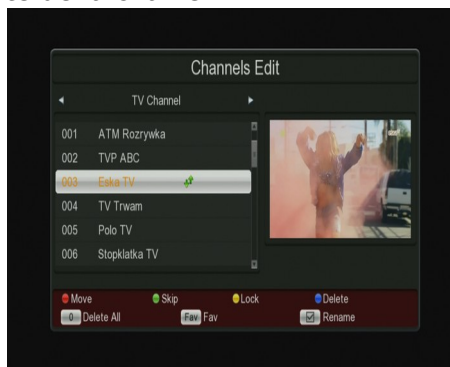 Channels Edit
TV Channel
001 ATM Rozrywka
002 TVP ABC
003 Eska TV
004 TV Trwam
005 Polo TV
006 Stopklatka TV
Move Skip Lock Delete
0 Delete All Fav Fav Rename